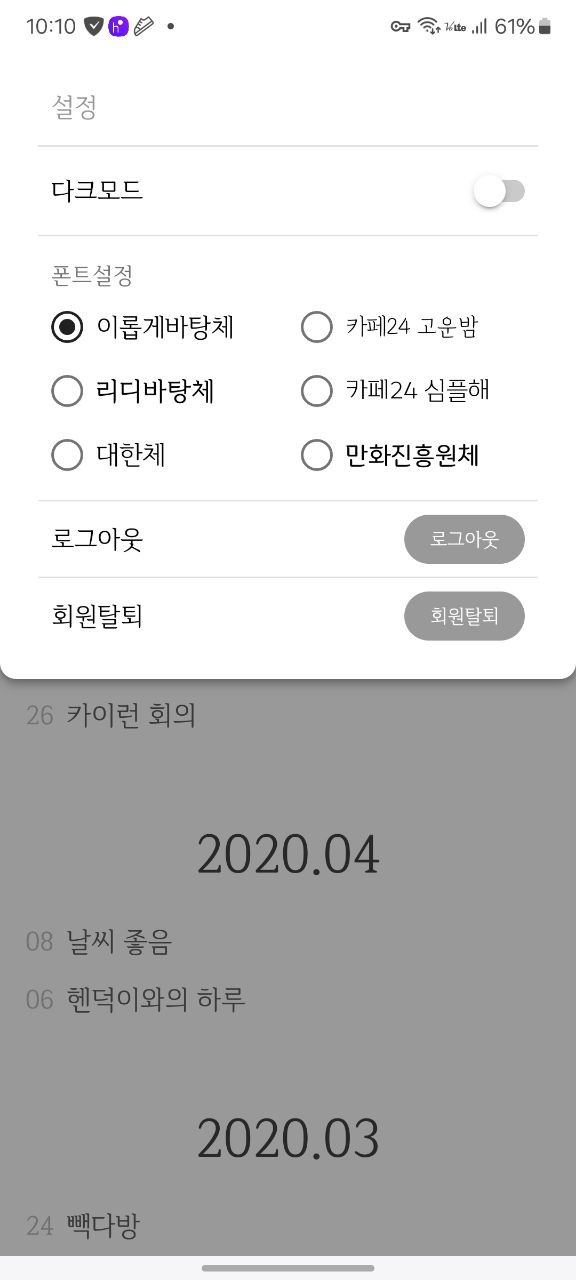 10:10 61%
설정
다크모드
폰트설정
이롭게바탕체 카페24 고운밤
리디바탕체 카페24 심플해
대한체 만화진흥원체
로그아웃 로그아웃
회원탈퇴 회원탈퇴
26 카이런 회의
2020.04
08 날씨 좋음
06 헨덕이와의 하루
2020.03
24 빽다방